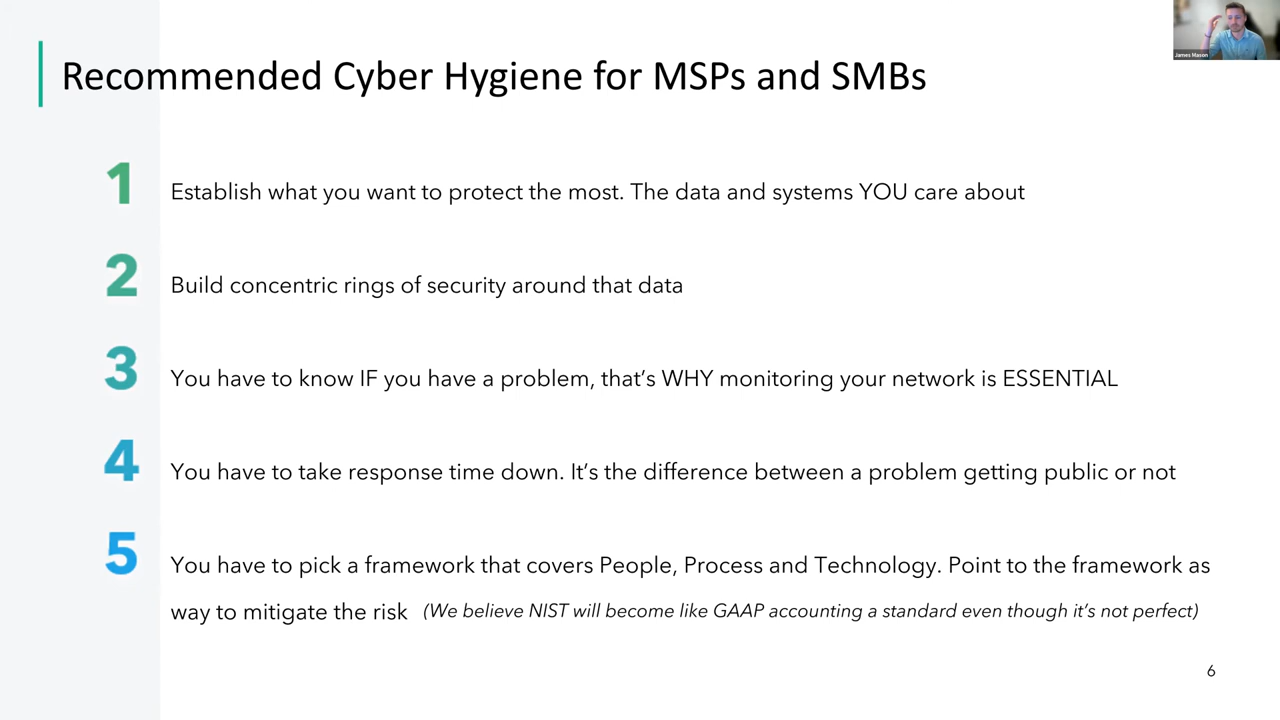 James Mason
Recommended Cyber Hygiene for MSPs and SMBs
1
Establish what you want to protect the most. The data and systems YOU care about
2
Build concentric rings of security around that data
3
You have to know IF you have a problem, that's WHY monitoring your network is ESSENTIAL
4
You have to take response time down. It's the difference between a problem getting public or not
5
You have to pick a framework that covers People, Process and Technology. Point to the framework as
way to mitigate the risk (We believe NIST will become like GAAP accounting a standard even though it's not perfect)
6